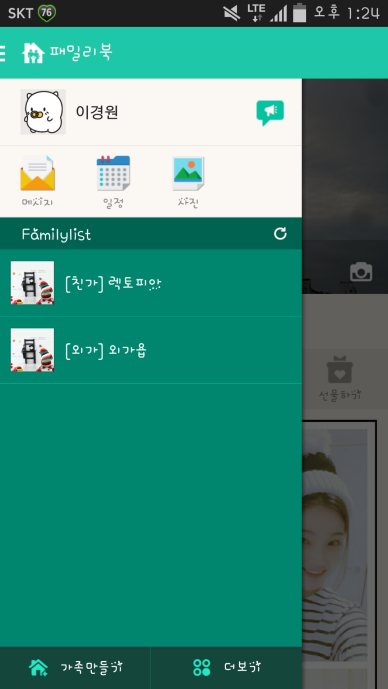 SKT 76 LTE 오후 1:24
패밀리북
이경원
메시지 일정 사진
Familylist
[친가] 렉토피안
[외가] 외가욥
선물하기
가족만들기 더보기